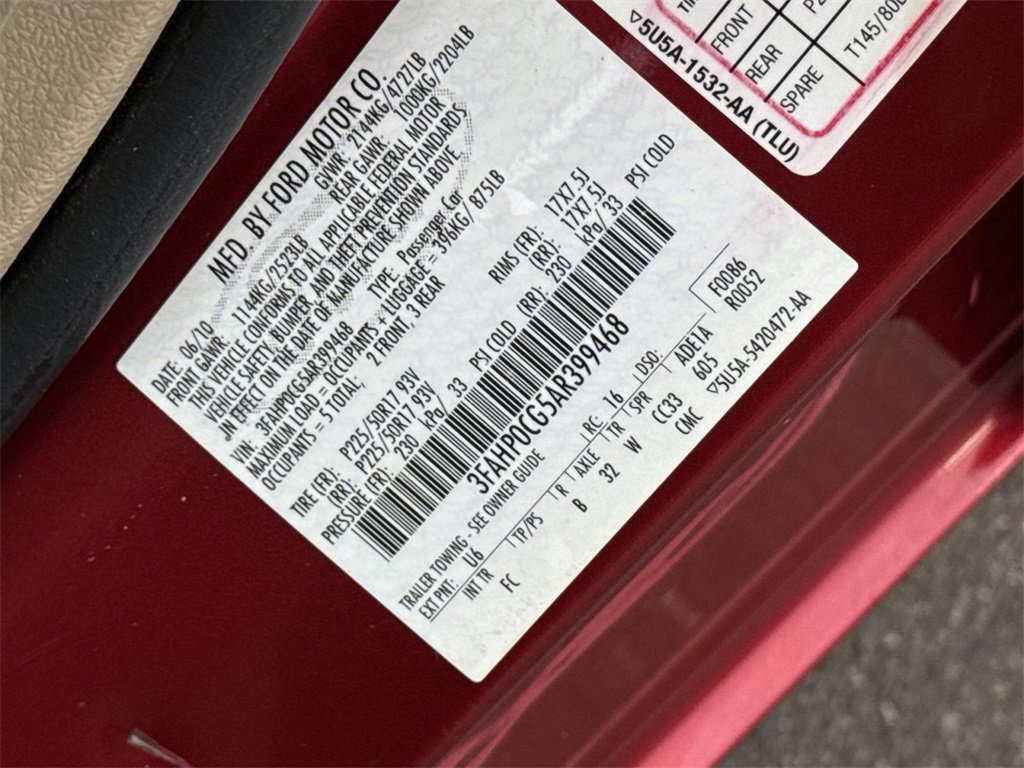 MFD. BY FORD MOTOR CO.
DATE: 06/10 GVWR: 2144KG/4727LB
FRONT GAWR: 1144KG/2523LB REAR GAWR: 1000KG/2204LB
THIS VEHICLE CONFORMS TO ALL APPLICABLE FEDERAL MOTOR
VEHICLE SAFETY, BUMPER, AND THEFT PREVENTION STANDARDS
IN EFFECT ON THE DATE OF MANUFACTURE SHOWN ABOVE
VIN: 3FAHP0CG5AR399468 TYPE: Passenger Car
MAXIMUM LOAD = OCCUPANTS + LUGGAGE = 396KG/875LB
OCCUPANTS = 5 TOTAL; 2 FRONT, 3 REAR
TIRE (FR): P225/50R17 93V RIMS (FR): 17X7.5J
(RR): P225/50R17 93V (RR): 17X7.5J
PRESSURE (FR): 230 kPa/ 33 PSI COLD (RR): 230 kPa/ 33 PSI COLD
3FAHP0CG5AR399468
TRAILER TOWING - SEE OWNER GUIDE F0086
EXT PNT: U6 RC: 16 DSO: R0052
INT TR TP/PS R AXLE TR SPR ADETA
FC B 32 W CC33 605
CMC ▽5U5A-5420472-AA
FRONT
REAR
SPARE T145/80
▽5U5A-1532-AA (TLU)